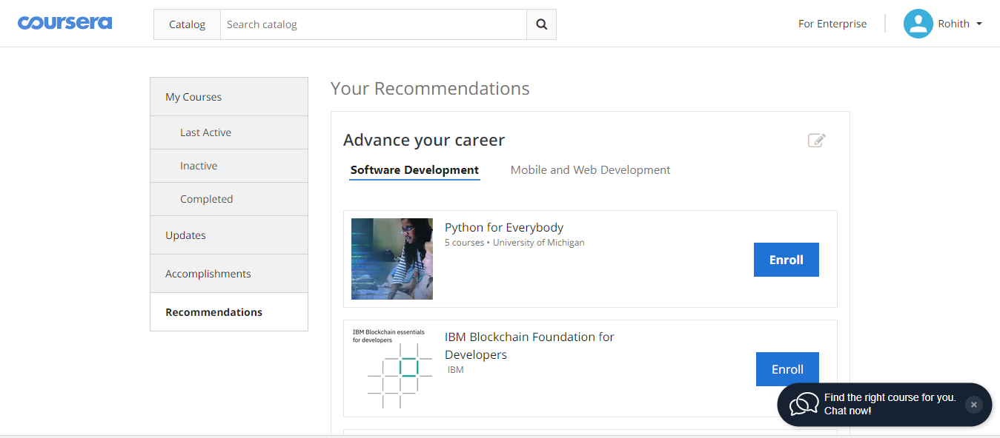 coursera
Catalog
Search catalog
For Enterprise
Rohith
My Courses
Last Active
Inactive
Completed
Updates
Accomplishments
Recommendations
Your Recommendations
Advance your career
Software Development
Mobile and Web Development
Python for Everybody
5 courses • University of Michigan
Enroll
IBM Blockchain essentials
for developers
IBM Blockchain Foundation for
Developers
IBM
Enroll
Find the right course for you.
Chat now!